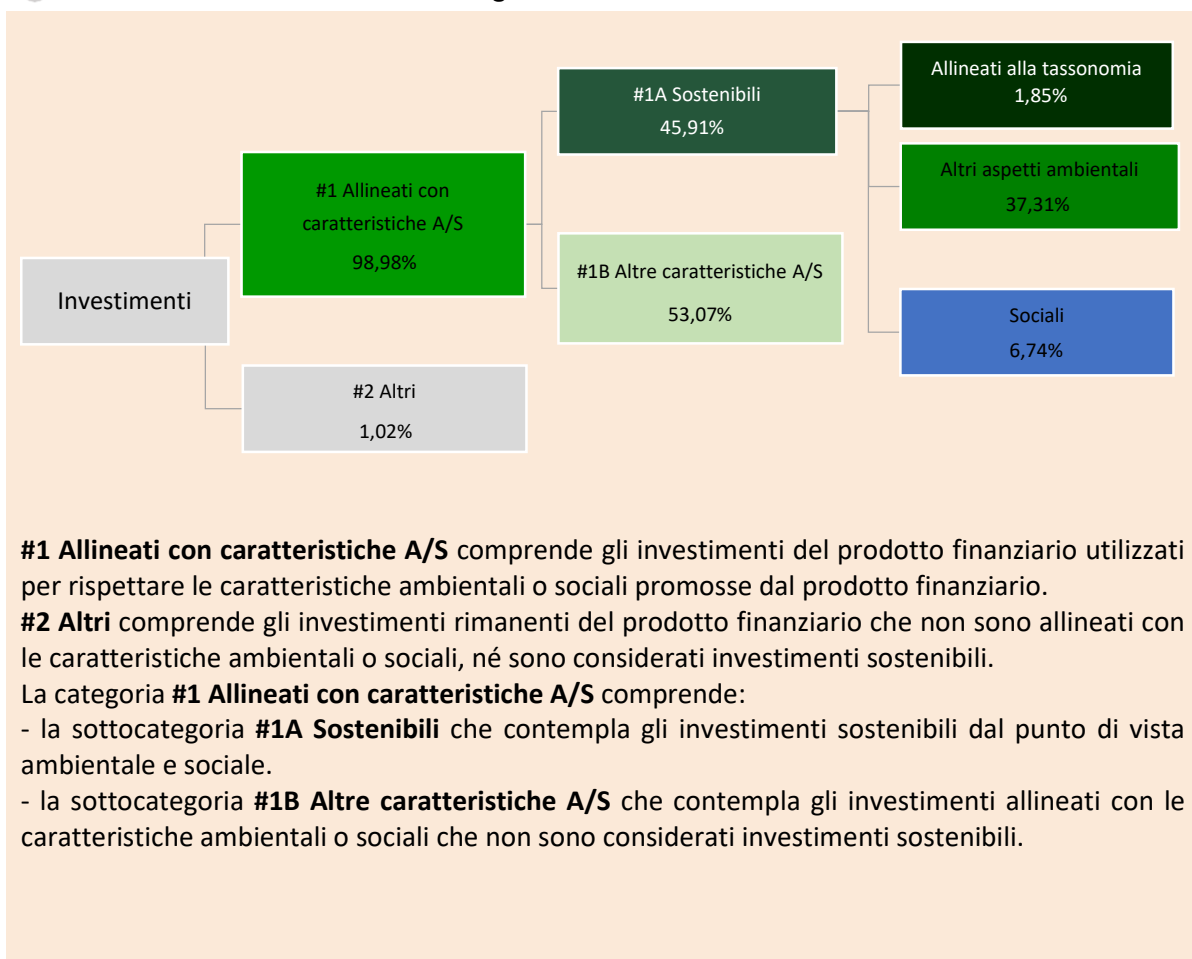 #1A Sostenibili
45,91%
Allineati alla tassonomia
1,85%
#1 Allineati con
caratteristiche A/S
98,98%
Altri aspetti ambientali
37,31%
Investimenti
#1B Altre caratteristiche A/S
53,07%
Sociali
6,74%
#2 Altri
1,02%
#1 Allineati con caratteristiche A/S comprende gli investimenti del prodotto finanziario utilizzati
per rispettare le caratteristiche ambientali o sociali promosse dal prodotto finanziario.
#2 Altri comprende gli investimenti rimanenti del prodotto finanziario che non sono allineati con
le caratteristiche ambientali o sociali, né sono considerati investimenti sostenibili.
La categoria #1 Allineati con caratteristiche A/S comprende:
- la sottocategoria #1A Sostenibili che contempla gli investimenti sostenibili dal punto di vista
ambientale e sociale.
- la sottocategoria #1B Altre caratteristiche A/S che contempla gli investimenti allineati con le
caratteristiche ambientali o sociali che non sono considerati investimenti sostenibili.